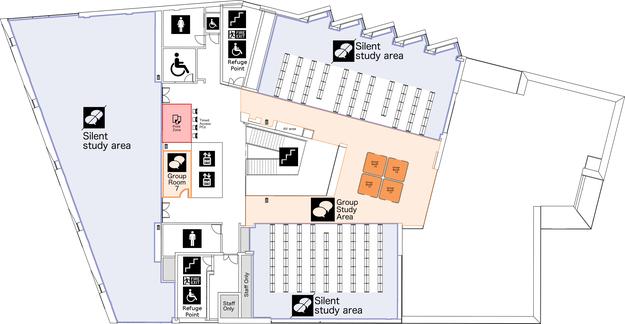 Refuge
Point
Silent
study area
Silent
study area
Print
Zone
Timed
Access
PCs
Group
Room
7
Group
Study
Area
Refuge
Point
Staff
Only
Staff Only
Silent
study area